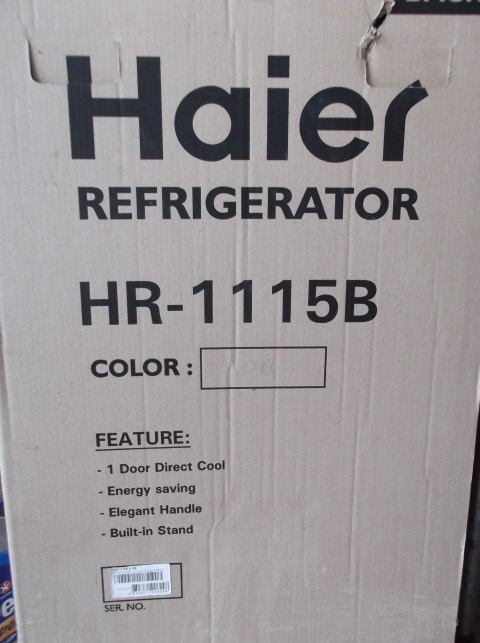 Haier
REFRIGERATOR
HR-1115B
COLOR :
FEATURE:
- 1 Door Direct Cool
- Energy saving
- Elegant Handle
- Built-in Stand
SER. NO.